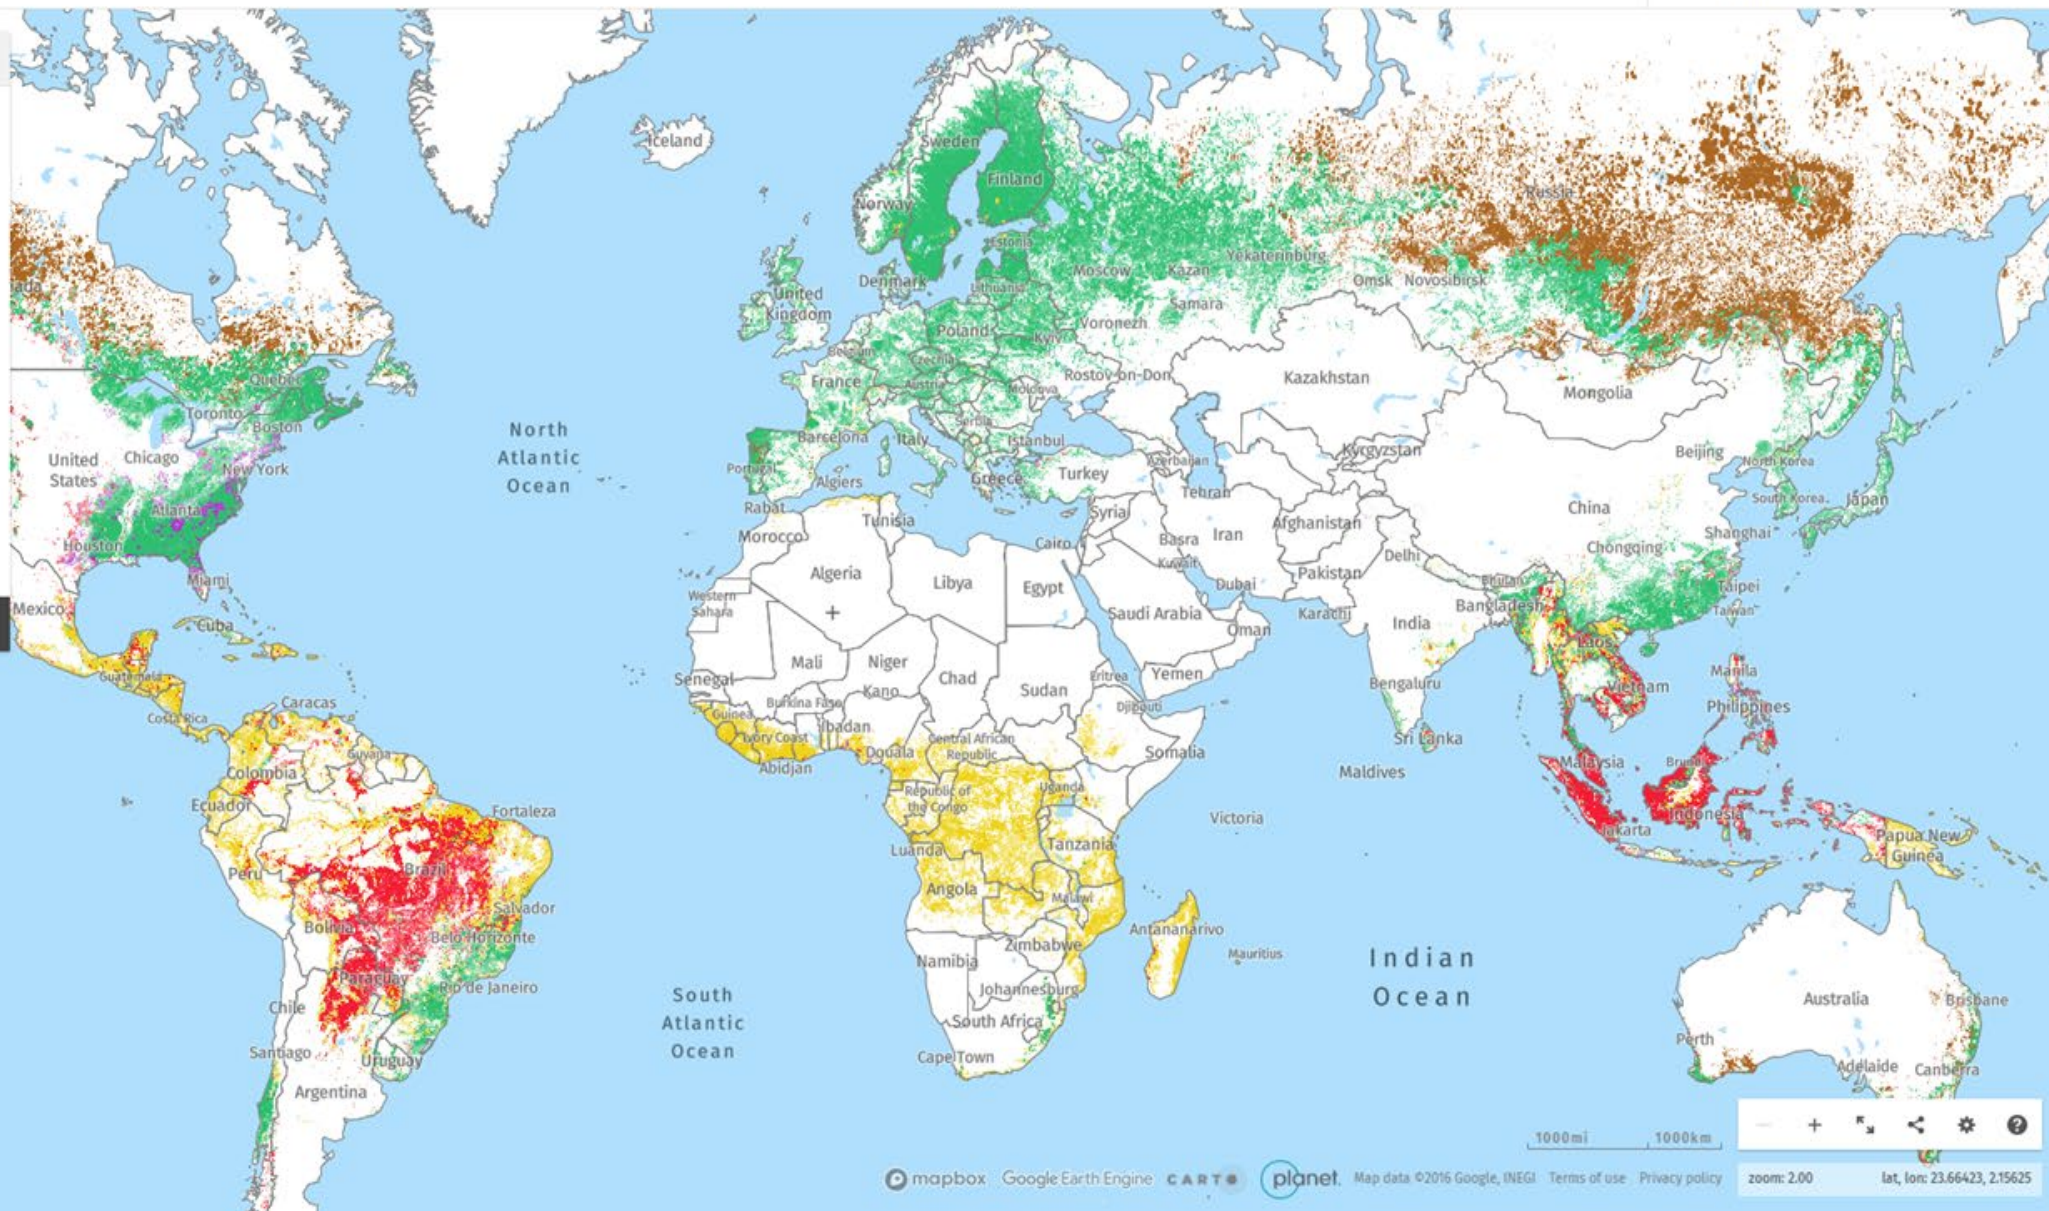 Iceland
Sweden
Finland
Norway
Russia
Estonia
Yekaterinburg
Moscow
Kazan
Denmark
Lithuania
Omsk
Novosibirsk
ada
United
Kingdom
Samara
Voronezh
Poland
Kyiv
Belgium
Czechia
Rostov-on-Don
France
Austria
Moldova
Kazakhstan
Mongolia
Quebec
Toronto
Boston
Serbia
North
Atlantic
Ocean
Barcelona
Italy
Istanbul
Kyrgyzstan
Beijing
North Korea
United
States
Chicago
New York
Portugal
Greece
Turkey
Azerbaijan
Algiers
Tehran
South Korea
Japan
Atlanta
Rabat
Tunisia
Syria
Afghanistan
China
Morocco
Cairo
Basra
Iran
Shanghai
Houston
Kuwait
Delhi
Chongqing
Miami
Algeria
Libya
Egypt
Dubai
Pakistan
Bhutan
Taipei
Mexico
Western
Sahara
Saudi Arabia
Karachi
Bangladesh
Taiwan
Cuba
Oman
India
Laos
Mali
Niger
Guatemala
Senegal
Chad
Sudan
Eritrea
Yemen
Bengaluru
Manila
Vietnam
Kano
Burkina Faso
Djibouti
Philippines
Caracas
Costa Rica
Guinea
Ibadan
Ivory Coast
Central African
Republic
Somalia
Sri Lanka
Guyana
Douala
Abidjan
Colombia
Maldives
Malaysia
Brunei
Uganda
Republic of
the Congo
Ecuador
Fortaleza
Victoria
Indonesia
Jakarta
Papua New
Guinea
Luanda
Tanzania
Brazil
Peru
Angola
Malawi
Salvador
Bolivia
Belo Horizonte
Antananarivo
Zimbabwe
Mauritius
Namibia
Indian
Ocean
Paraguay
Rio de Janeiro
Johannesburg
South
Atlantic
Ocean
Chile
Australia
Brisbane
South Africa
Perth
Santiago
Uruguay
Cape Town
Adelaide
Canberra
Argentina
1000mi
1000km
mapbox
Google Earth Engine
CARTO
planet.
Map data ©2016 Google, INEGI
Terms of use
Privacy policy
zoom: 2.00
lat, lon: 23.66423, 2.15625